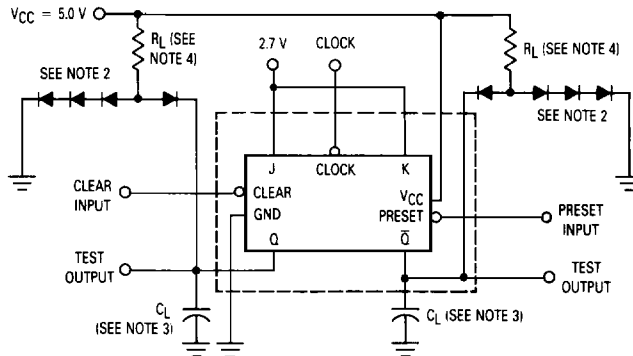 VCC = 5.0 V
RL (SEE
NOTE 4)
2.7 V
CLOCK
RL (SEE NOTE 4)
SEE NOTE 2
SEE NOTE 2
J
CLOCK
K
CLEAR
INPUT
CLEAR
GND
VCC
PRESET
PRESET
INPUT
Q
Q̅
TEST
OUTPUT
TEST
OUTPUT
CL
(SEE NOTE 3)
CL (SEE NOTE 3)